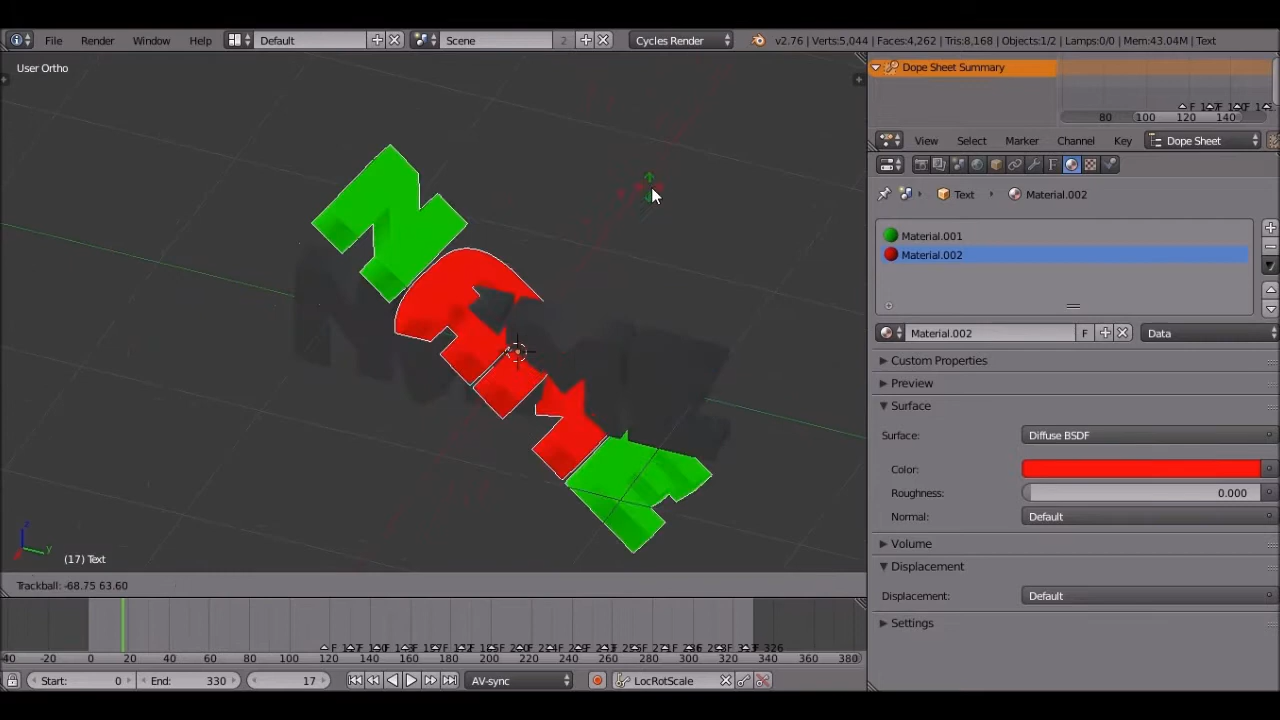 File Render Window Help Default Scene 2 Cycles Render v2.76 | Verts:5,044 | Faces:4,262 | Tris:8,168 | Objects:1/2 | Lamps:0/0 | Mem:43.04M | Text
User Ortho
Dope Sheet Summary
80 100 120 140
View Select Marker Channel Key Dope Sheet
Text Material.002
Material.001
Material.002
Material.002 F Data
Custom Properties
Preview
Surface
Surface: Diffuse BSDF
Color:
Roughness: 0.000
Normal: Default
Volume
Displacement
Displacement: Default
Settings
z
y
(17) Text
Trackball: -68.75 63.60
-40 -20 0 20 40 60 80 100 120 140 160 180 200 220 240 260 280 300 320 340 360 380
Start: 0 End: 330 17 AV-sync LocRotScale